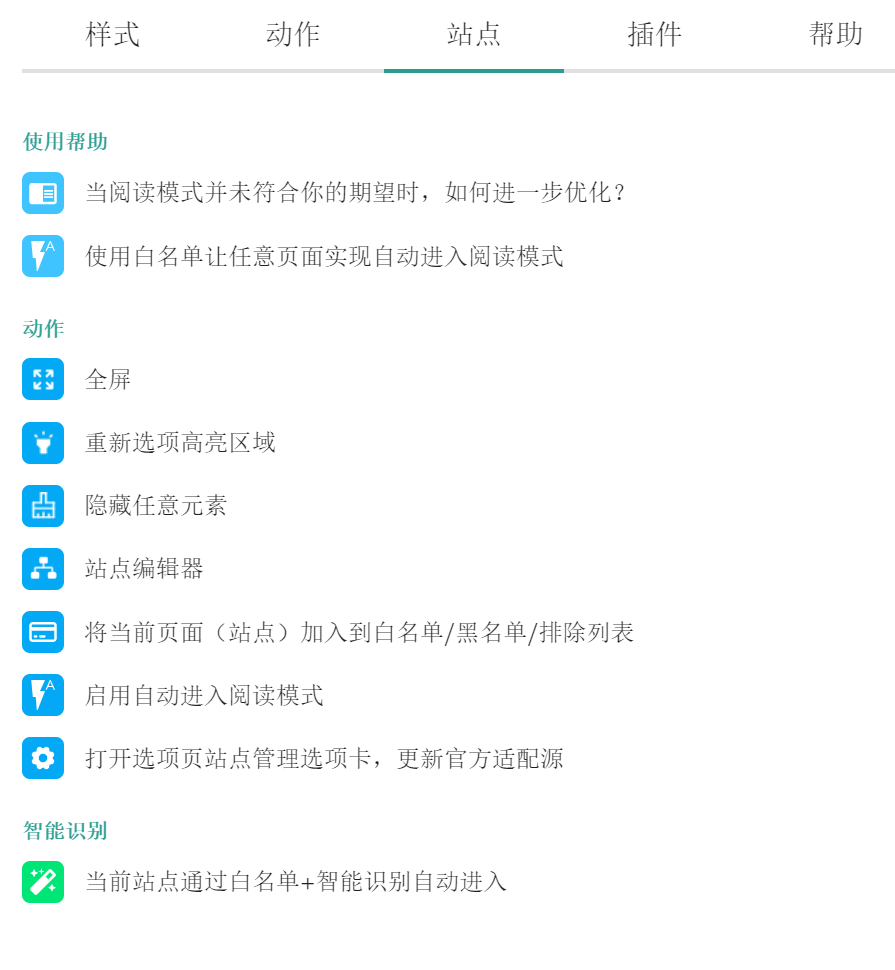 样式 动作 站点 插件 帮助
使用帮助
当阅读模式并未符合你的期望时，如何进一步优化？
使用白名单让任意页面实现自动进入阅读模式
动作
全屏
重新选项高亮区域
隐藏任意元素
站点编辑器
将当前页面（站点）加入到白名单/黑名单/排除列表
启用自动进入阅读模式
打开选项页站点管理选项卡，更新官方适配源
智能识别
当前站点通过白名单+智能识别自动进入